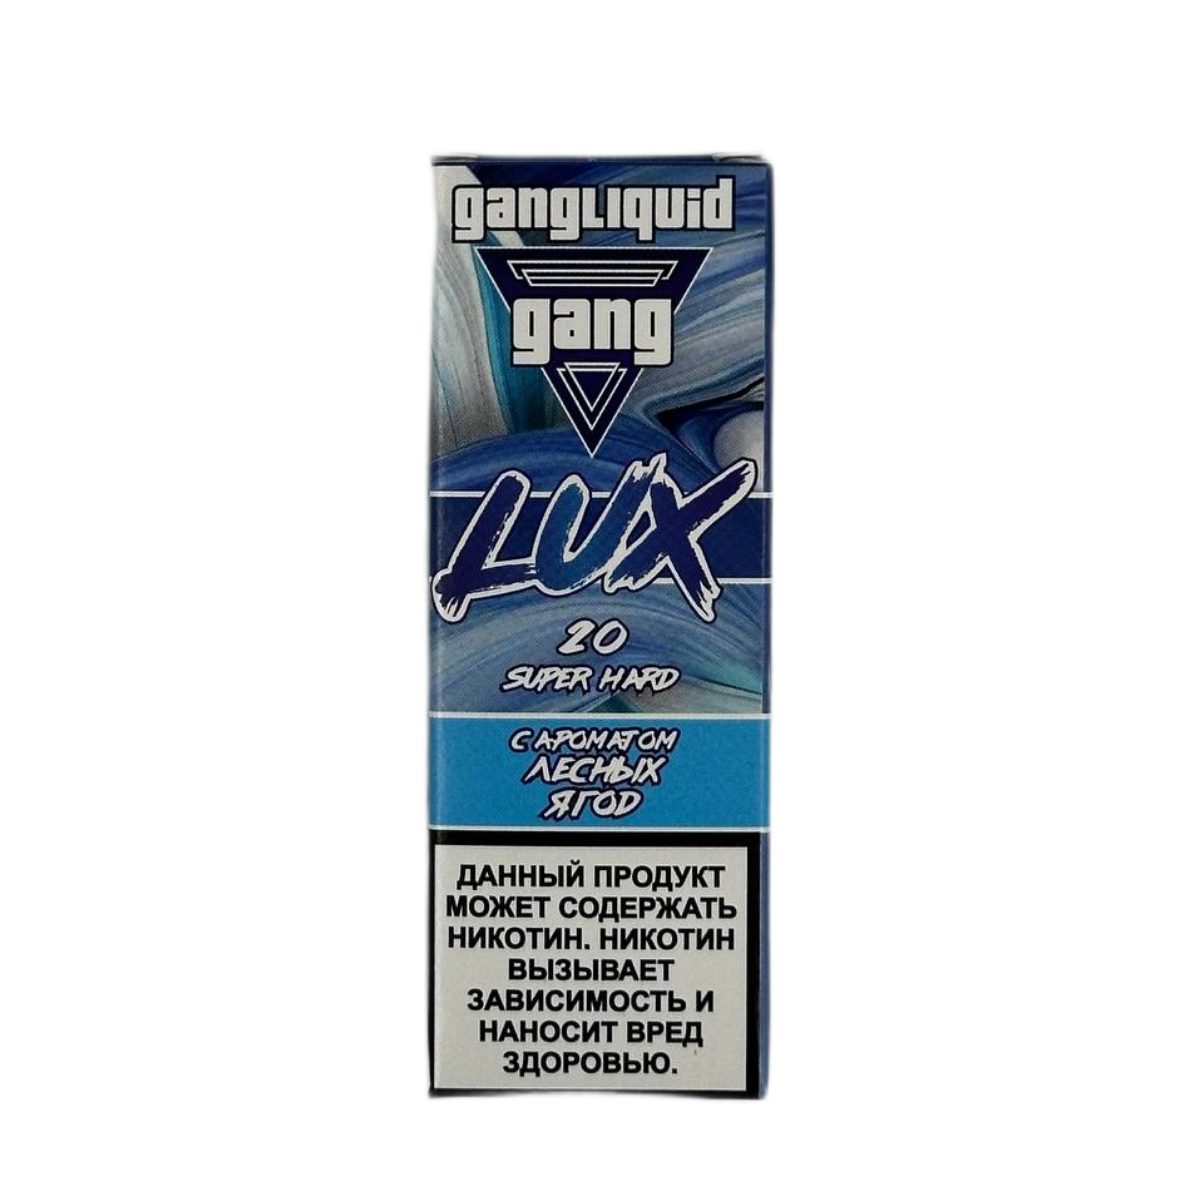 gangLiquid
gang
LUX
20
SUPER HARD
С АРОМАТОМ
ЛЕСНЫХ
ЯГОД
ДАННЫЙ ПРОДУКТ
МОЖЕТ СОДЕРЖАТЬ
НИКОТИН. НИКОТИН
ВЫЗЫВАЕТ
ЗАВИСИМОСТЬ И
НАНОСИТ ВРЕД
ЗДОРОВЬЮ.